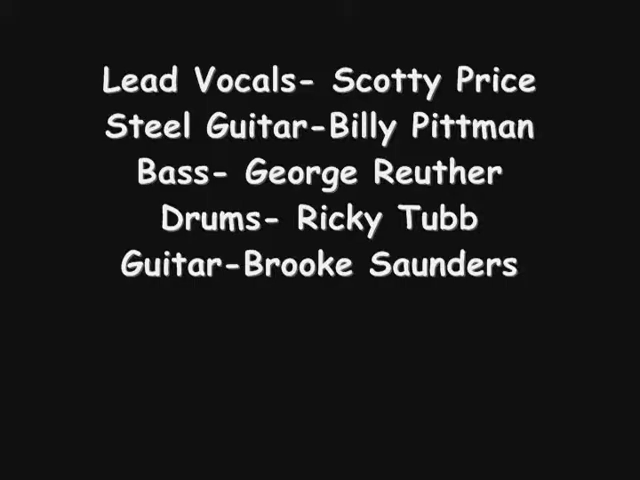 Lead Vocals- Scotty Price
Steel Guitar-Billy Pittman
Bass- George Reuther
Drums- Ricky Tubb
Guitar-Brooke Saunders